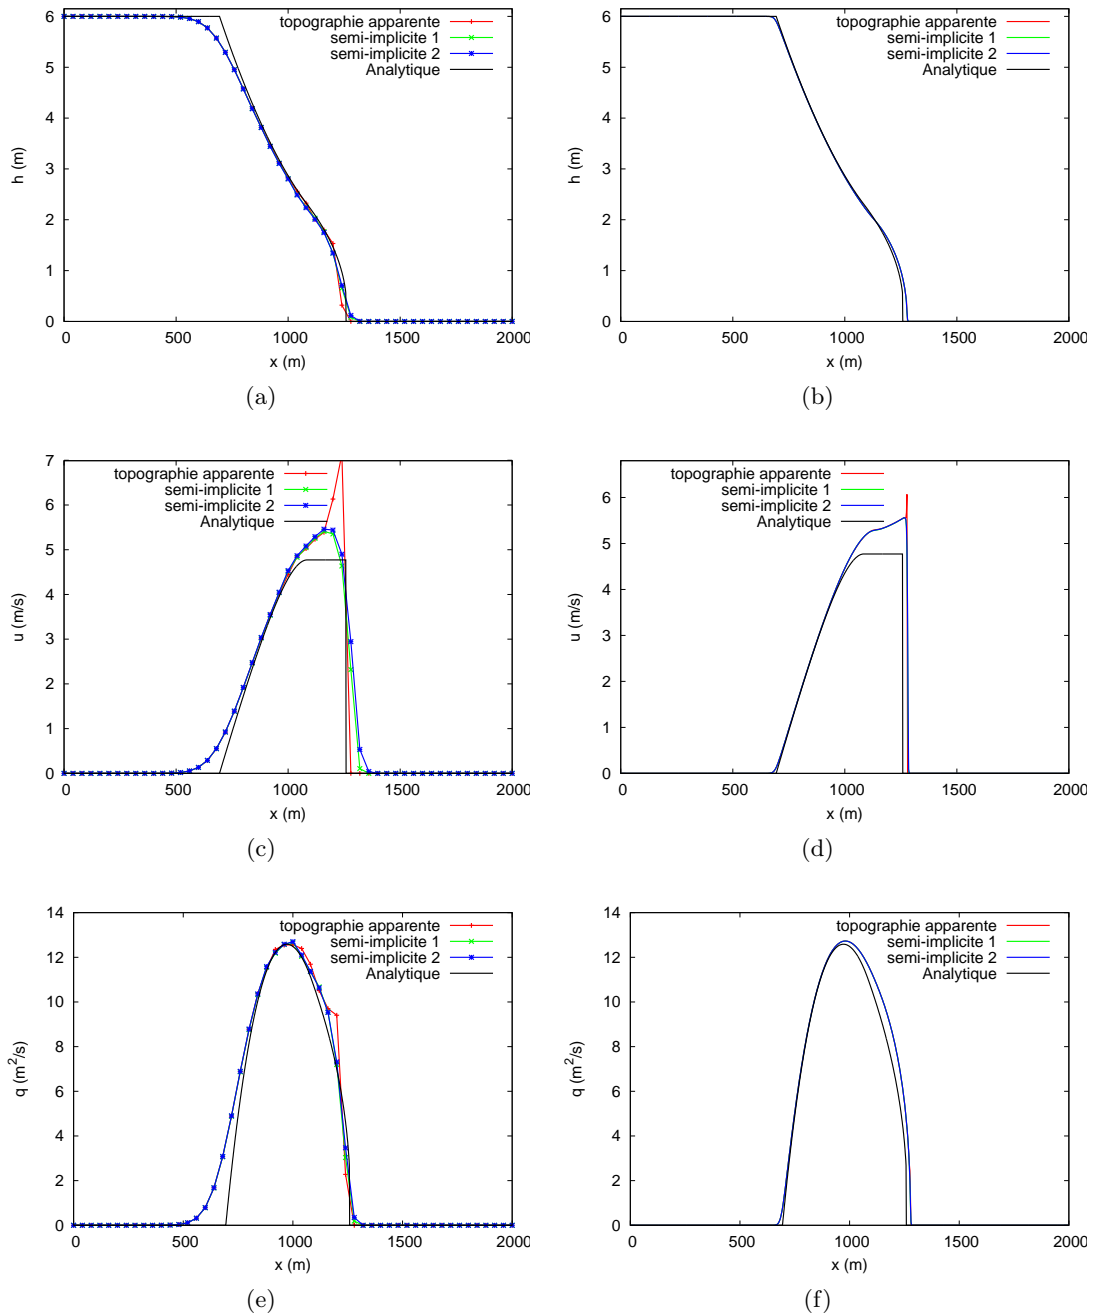 6
5
4
3
2
1
0
h (m)
0
500
1000
1500
2000
x (m)
topographie apparente
semi-implicite 1
semi-implicite 2
Analytique
(a)
6
5
4
3
2
1
0
h (m)
0
500
1000
1500
2000
x (m)
topographie apparente
semi-implicite 1
semi-implicite 2
Analytique
(b)
7
6
5
4
3
2
1
0
u (m/s)
0
500
1000
1500
2000
x (m)
topographie apparente
semi-implicite 1
semi-implicite 2
Analytique
(c)
7
6
5
4
3
2
1
0
u (m/s)
0
500
1000
1500
2000
x (m)
topographie apparente
semi-implicite 1
semi-implicite 2
Analytique
(d)
14
12
10
8
6
4
2
0
q (m²/s)
0
500
1000
1500
2000
x (m)
topographie apparente
semi-implicite 1
semi-implicite 2
Analytique
(e)
14
12
10
8
6
4
2
0
q (m²/s)
0
500
1000
1500
2000
x (m)
topographie apparente
semi-implicite 1
semi-implicite 2
Analytique
(f)